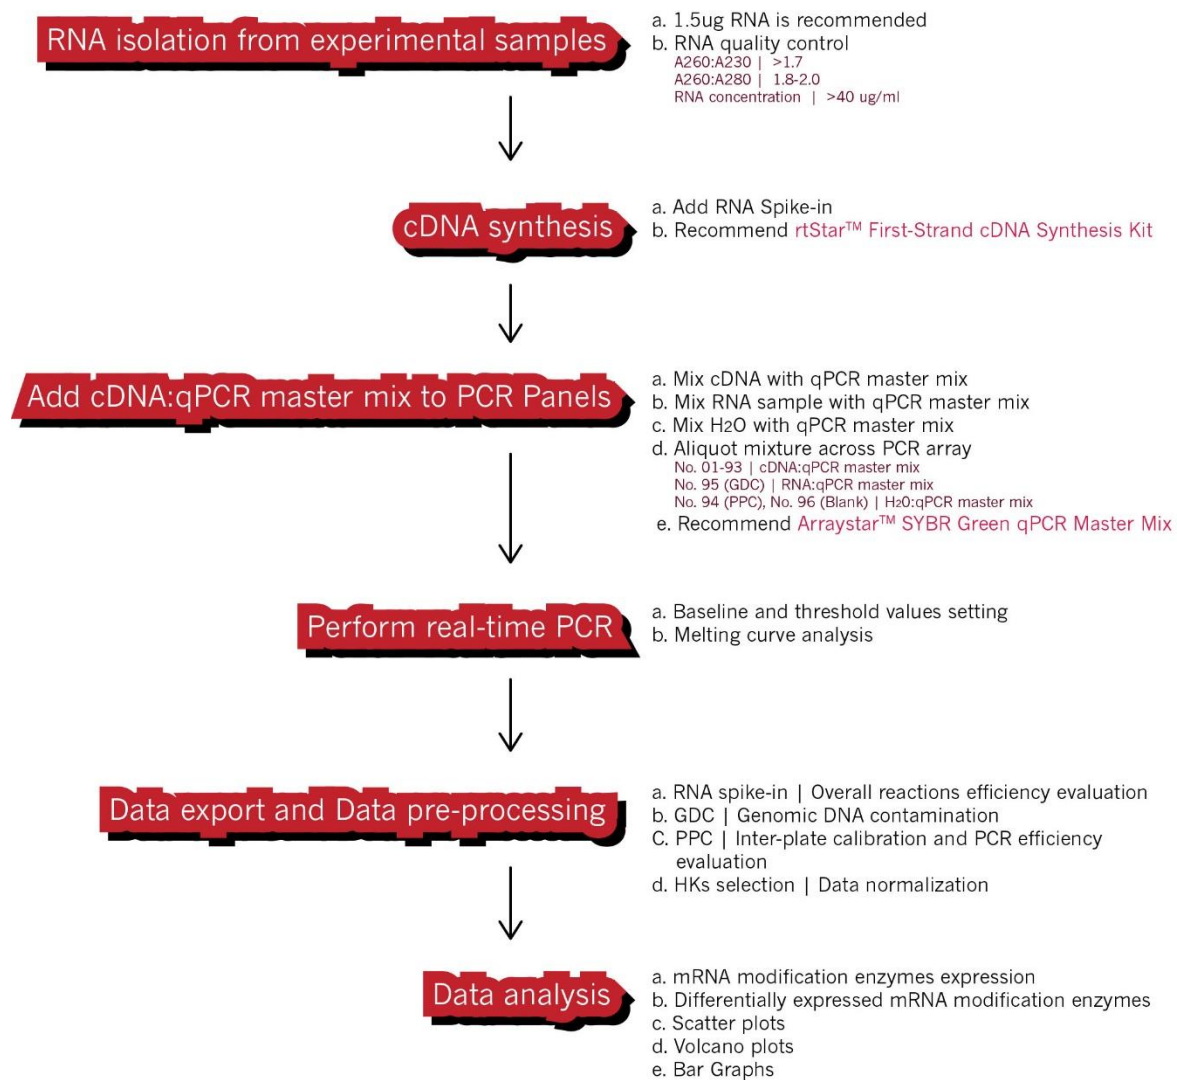 RNA isolation from experimental samples
a. 1.5ug RNA is recommended
b. RNA quality control
A260:A230 | >1.7
A260:A280 | 1.8-2.0
RNA concentration | >40 ug/ml
cDNA synthesis
a. Add RNA Spike-in
b. Recommend rtStar™ First-Strand cDNA Synthesis Kit
Add cDNA:qPCR master mix to PCR Panels
a. Mix cDNA with qPCR master mix
b. Mix RNA sample with qPCR master mix
c. Mix H2O with qPCR master mix
d. Aliquot mixture across PCR array
No. 01-93 | cDNA:qPCR master mix
No. 95 (GDC) | RNA:qPCR master mix
No. 94 (PPC), No. 96 (Blank) | H20:qPCR master mix
e. Recommend Arraystar™ SYBR Green qPCR Master Mix
Perform real-time PCR
a. Baseline and threshold values setting
b. Melting curve analysis
Data export and Data pre-processing
a. RNA spike-in | Overall reactions efficiency evaluation
b. GDC | Genomic DNA contamination
C. PPC | Inter-plate calibration and PCR efficiency
evaluation
d. HKs selection | Data normalization
Data analysis
a. mRNA modification enzymes expression
b. Differentially expressed mRNA modification enzymes
c. Scatter plots
d. Volcano plots
e. Bar Graphs